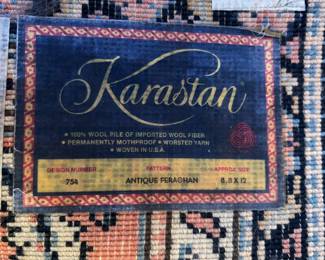 Karastan
• 100% WOOL PILE OF IMPORTED WOOL FIBER
• PERMANENTLY MOTHPROOF • WORSTED YARN
• WOVEN IN U.S.A.
DESIGN NUMBER PATTERN APPROX. SIZE
754 ANTIQUE FERAGHAN 8.8 X 12